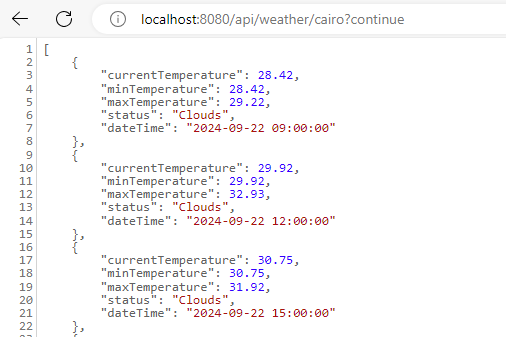 localhost:8080/api/weather/cairo?continue
1 [
2 {
3 "currentTemperature": 28.42,
4 "minTemperature": 28.42,
5 "maxTemperature": 29.22,
6 "status": "Clouds",
7 "dateTime": "2024-09-22 09:00:00"
8 },
9 {
10 "currentTemperature": 29.92,
11 "minTemperature": 29.92,
12 "maxTemperature": 32.93,
13 "status": "Clouds",
14 "dateTime": "2024-09-22 12:00:00"
15 },
16 {
17 "currentTemperature": 30.75,
18 "minTemperature": 30.75,
19 "maxTemperature": 31.92,
20 "status": "Clouds",
21 "dateTime": "2024-09-22 15:00:00"
22 },